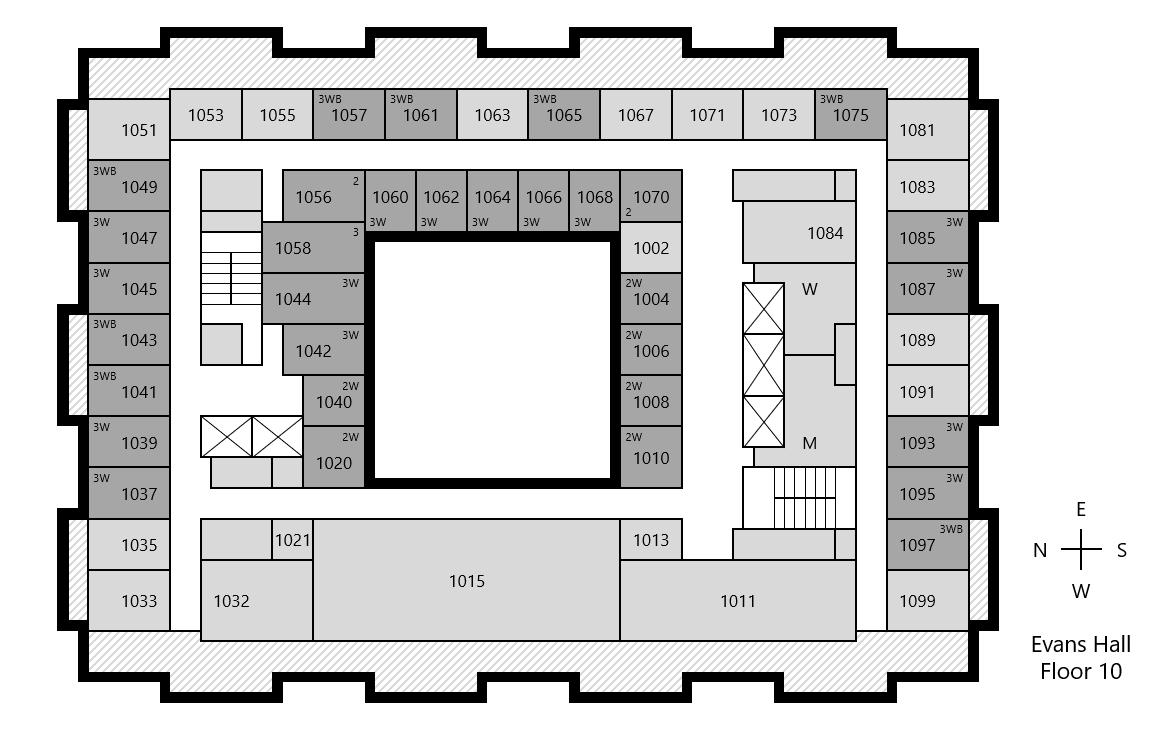 1053 1055 3WB 1057 3WB 1061 1063 3WB 1065 1067 1071 1073 3WB 1075
1051 1081
3WB 1049 1083
1056 2 1060 3W 1062 3W 1064 3W 1066 3W 1068 3W 1070 2
3W 1047 1058 3 1002 1084 1085 3W
3W 1045 1044 3W 2W 1004 W 1087 3W
3WB 1043 1042 3W 2W 1006 1089
3WB 1041 1040 2W 2W 1008 1091
3W 1039 1020 2W 2W 1010 M 1093 3W
3W 1037 1095 3W
1035 1021 1013 1097 3WB
1015
1033 1032 1011 1099
E
N S
W
Evans Hall
Floor 10